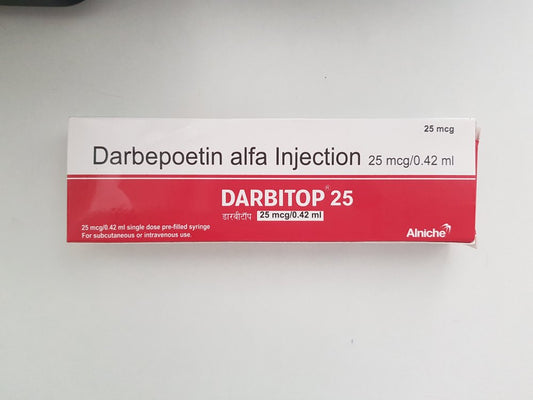 25 mcg
Darbepoetin alfa Injection 25 mcg/0.42 ml
DARBITOP® 25
डारबीटॉप 25 mcg/0.42 ml
25 mcg/0.42 ml single dose pre-filled syringe
For subcutaneous or intravenous use.
Alniche